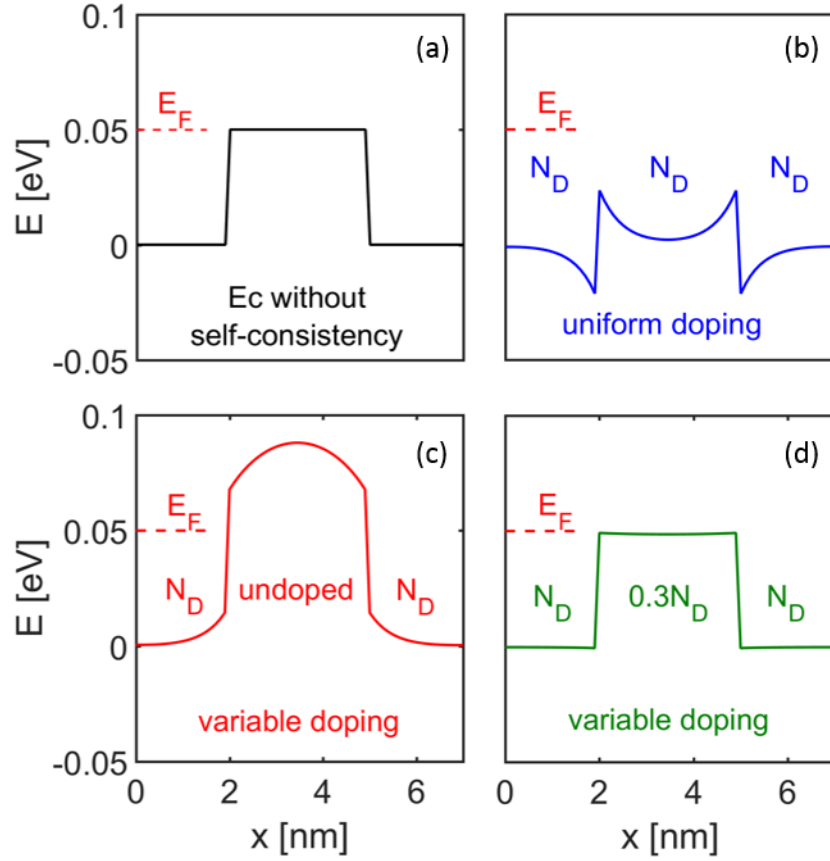 0.1
(a)
E_F
0.05
E [eV]
0
Ec without
self-consistency
-0.05
(b)
E_F
N_D N_D N_D
uniform doping
0.1
(c)
E_F
0.05
E [eV]
N_D undoped N_D
0
variable doping
-0.05
0 2 4 6
x [nm]
(d)
E_F
N_D 0.3N_D N_D
variable doping
0 2 4 6
x [nm]